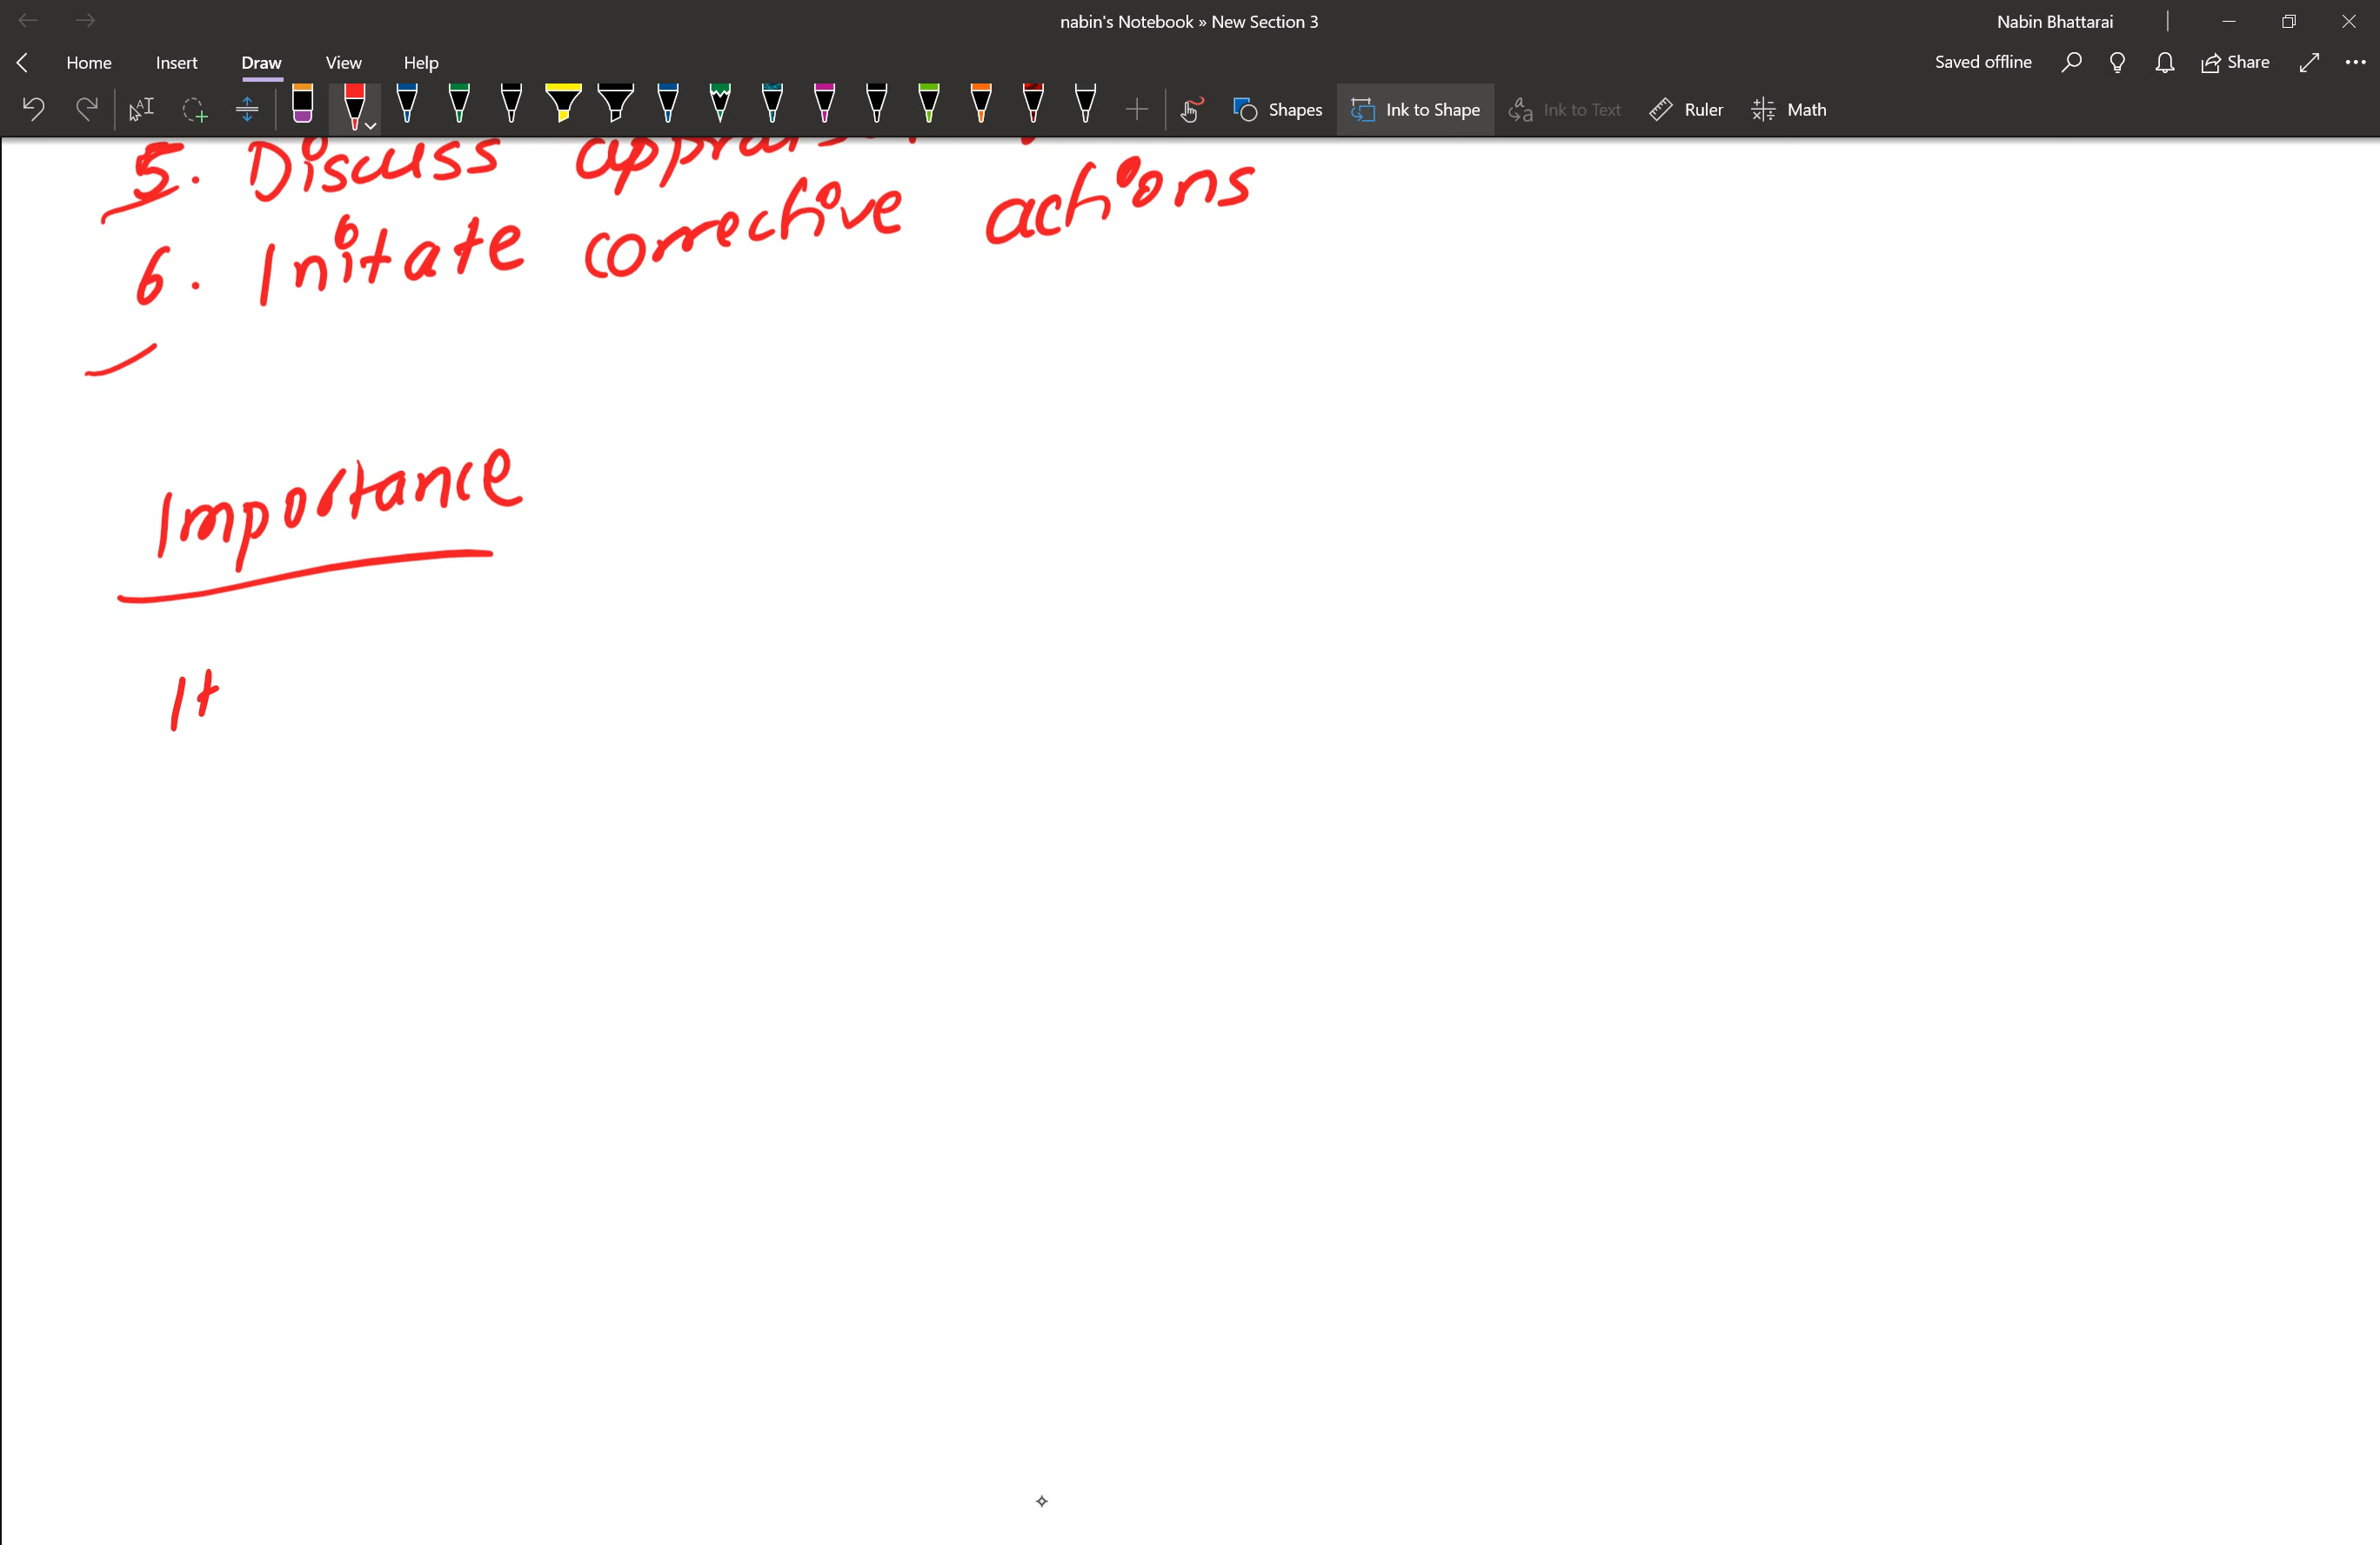 nabin's Notebook » New Section 3
Nabin Bhattarai
Home Insert Draw View Help
Saved offline
Share
Shapes
Ink to Shape
Ink to Text
Ruler
Math
5. Discuss
6. Initate corrective actions
Importance
It